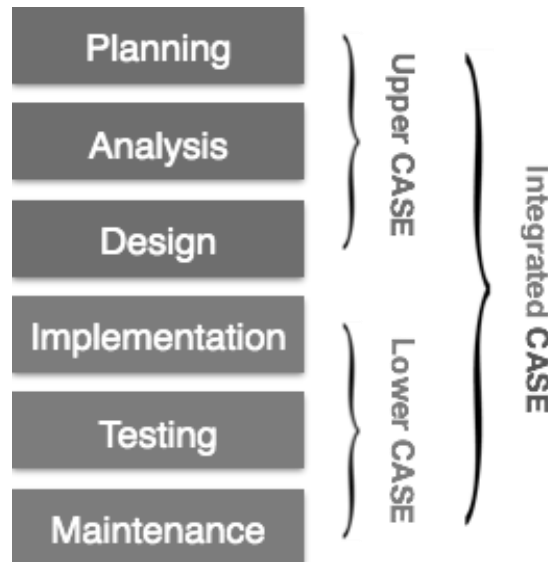 Planning
Analysis
Design
Implementation
Testing
Maintenance
Upper CASE
Lower CASE
Integrated CASE